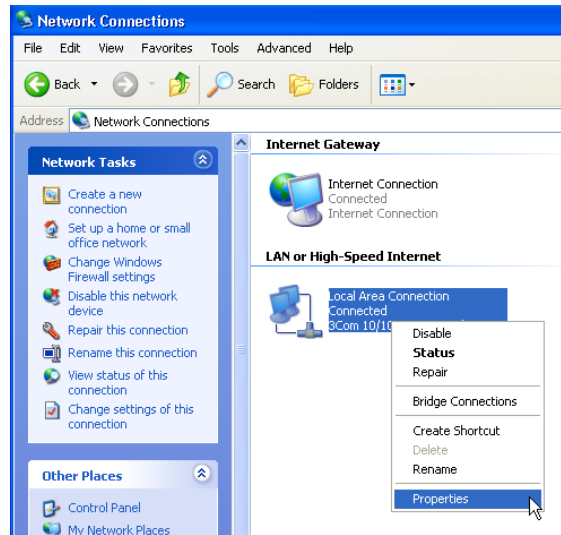 Network Connections
File Edit View Favorites Tools Advanced Help
Back Search Folders
Address Network Connections
Network Tasks
Create a new
connection
Set up a home or small
office network
Change Windows
Firewall settings
Disable this network
device
Repair this connection
Rename this connection
View status of this
connection
Change settings of this
connection
Other Places
Control Panel
My Network Places
Internet Gateway
Internet Connection
Connected
Internet Connection
LAN or High-Speed Internet
Local Area Connection
Connected
3Com
Disable
Status
Repair
Bridge Connections
Create Shortcut
Delete
Rename
Properties